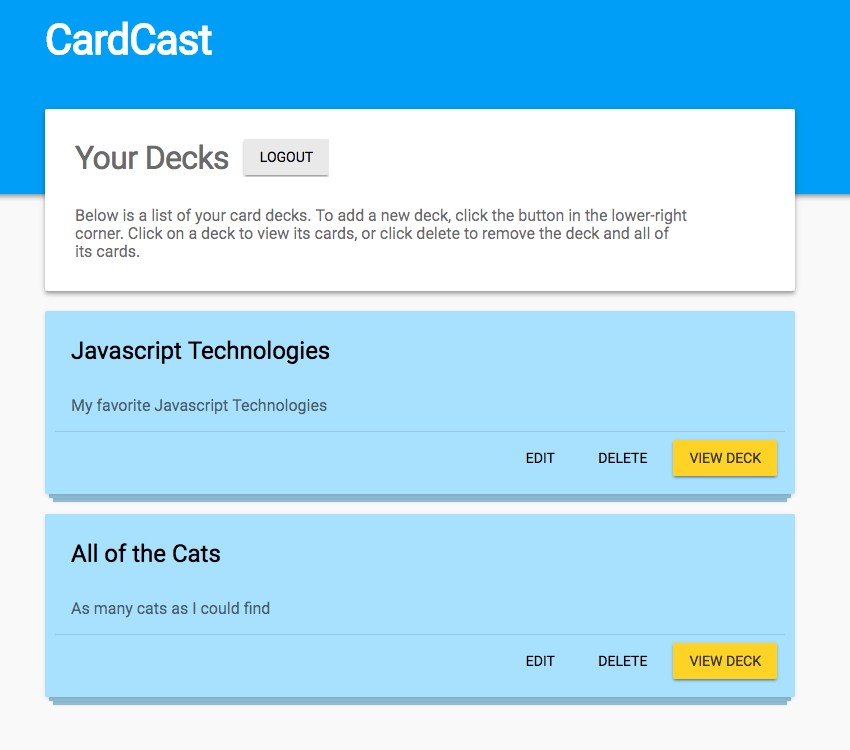 CardCast
Your Decks
LOGOUT
Below is a list of your card decks. To add a new deck, click the button in the lower-right
corner. Click on a deck to view its cards, or click delete to remove the deck and all of
its cards.
Javascript Technologies
My favorite Javascript Technologies
EDIT
DELETE
VIEW DECK
All of the Cats
As many cats as I could find
EDIT
DELETE
VIEW DECK